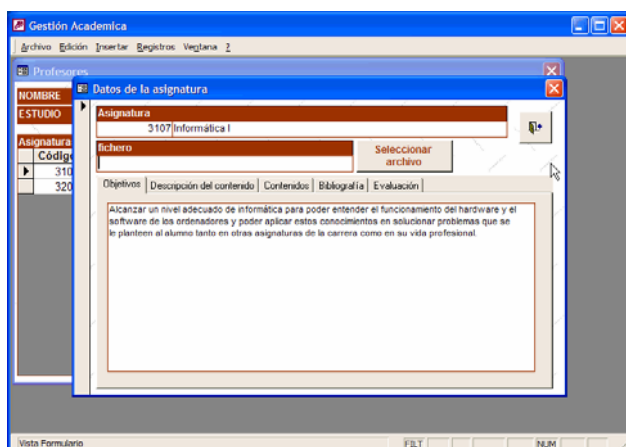 Gestión Academica
Archivo Edición Insertar Registros Ventana ?
Profesores
NOMBRE
ESTUDIO
Asignatura
Código
310
320
Datos de la asignatura
Asignatura
3107 Informática I
fichero
Seleccionar
archivo
Objetivos Descripción del contenido Contenidos Bibliografía Evaluación
Alcanzar un nivel adecuado de informática para poder entender el funcionamiento del hardware y el
software de los ordenadores y poder aplicar estos conocimientos en solucionar problemas que se
le planteen al alumno tanto en otras asignaturas de la carrera como en su vida profesional.
Vista Formulario FILT NUM